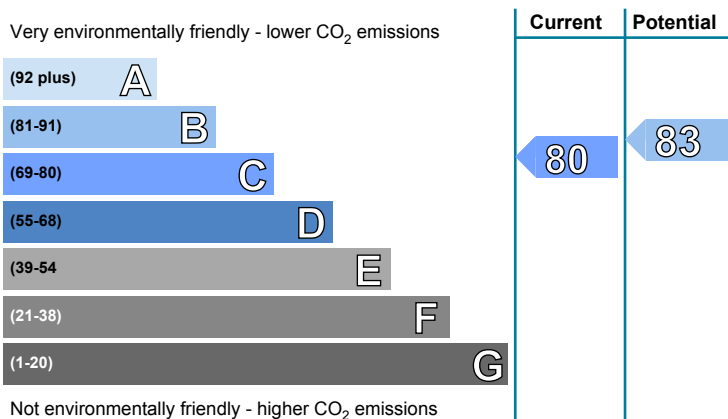 Very environmentally friendly - lower CO2 emissions
Current
Potential
(92 plus) A
(81-91) B
(69-80) C
(55-68) D
(39-54 E
(21-38) F
(1-20) G
80
83
Not environmentally friendly - higher CO2 emissions